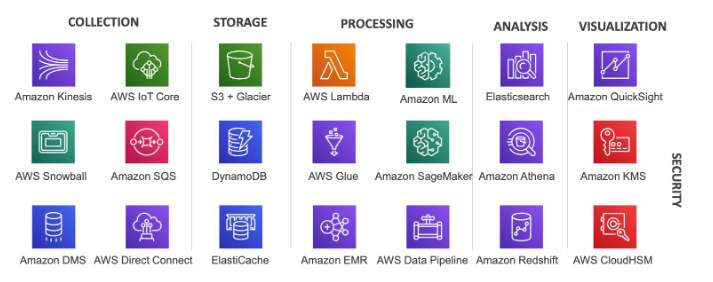 COLLECTION STORAGE PROCESSING ANALYSIS VISUALIZATION
Amazon Kinesis AWS IoT Core S3 + Glacier AWS Lambda Amazon ML Elasticsearch Amazon QuickSight
AWS Snowball Amazon SQS DynamoDB AWS Glue Amazon SageMaker Amazon Athena Amazon KMS
SECURITY
Amazon DMS AWS Direct Connect ElastiCache Amazon EMR AWS Data Pipeline Amazon Redshift AWS CloudHSM